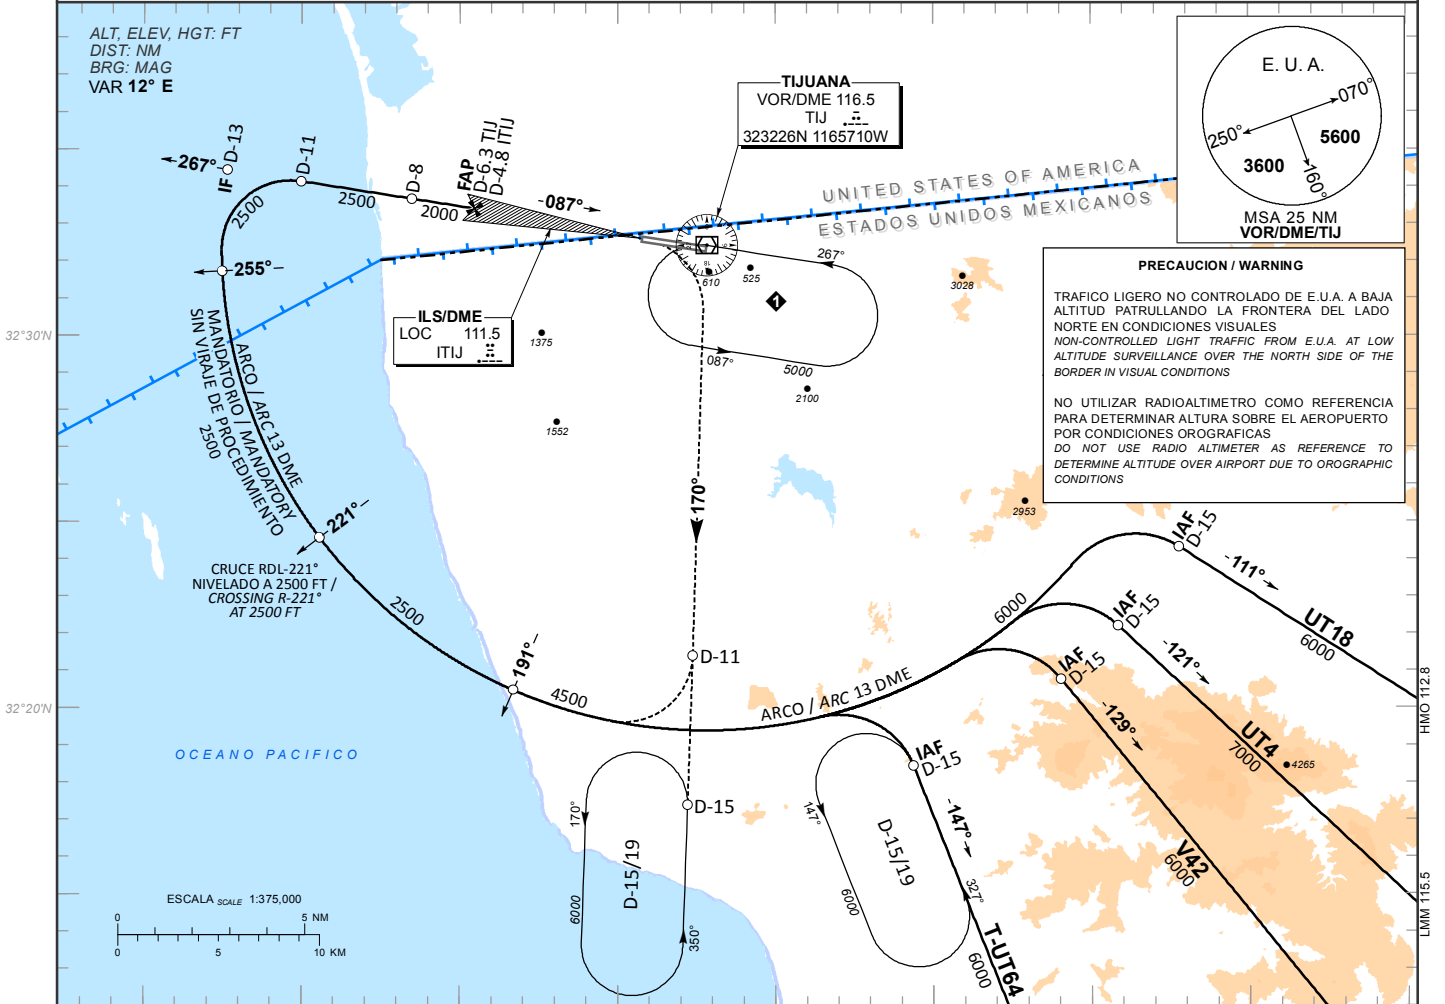 ALT, ELEV, HGT: FT
DIST: NM
BRG: MAG
VAR 12° E
TIJUANA
VOR/DME 116.5
TIJ
323226N 1165710W
E. U. A.
070°
250°
5600
3600
160°
MSA 25 NM
VOR/DME/TIJ
UNITED STATES OF AMERICA
ESTADOS UNIDOS MEXICANOS
267°
IF D-13
D-11
D-8
FAP
D-6.3 TIJ
D-4.8 ITIJ
2500
2500
2000
087°
255°
ILS/DME
LOC 111.5
ITIJ
267°
610
525
1
087°
5000
3028
1375
2100
1552
2953
PRECAUCION / WARNING
TRAFICO LIGERO NO CONTROLADO DE E.U.A. A BAJA
ALTITUD PATRULLANDO LA FRONTERA DEL LADO
NORTE EN CONDICIONES VISUALES
NON-CONTROLLED LIGHT TRAFFIC FROM E.U.A. AT LOW
ALTITUDE SURVEILLANCE OVER THE NORTH SIDE OF THE
BORDER IN VISUAL CONDITIONS
NO UTILIZAR RADIOALTIMETRO COMO REFERENCIA
PARA DETERMINAR ALTURA SOBRE EL AEROPUERTO
POR CONDICIONES OROGRAFICAS
DO NOT USE RADIO ALTIMETER AS REFERENCE TO
DETERMINE ALTITUDE OVER AIRPORT DUE TO OROGRAPHIC
CONDITIONS
32°30'N
ARCO / ARC 13 DME
MANDATORIO / MANDATORY
SIN VIRAJE DE PROCEDIMIENTO
2500
221°
CRUCE RDL-221°
NIVELADO A 2500 FT /
CROSSING R-221°
AT 2500 FT
2500
191°
4500
170°
D-11
D-15
ARCO / ARC 13 DME
6000
IAF
D-15
111°
UT18
6000
IAF
D-15
121°
UT4
7000
4265
IAF
D-15
129°
V42
6000
IAF
D-15
147°
327°
T-UT64
6000
147°
D-15/19
6000
170°
D-15/19
6000
350°
32°20'N
OCEANO PACIFICO
HMO 112.8
LMM 115.5
ESCALA SCALE 1:375,000
0 5 NM
0 5 10 KM